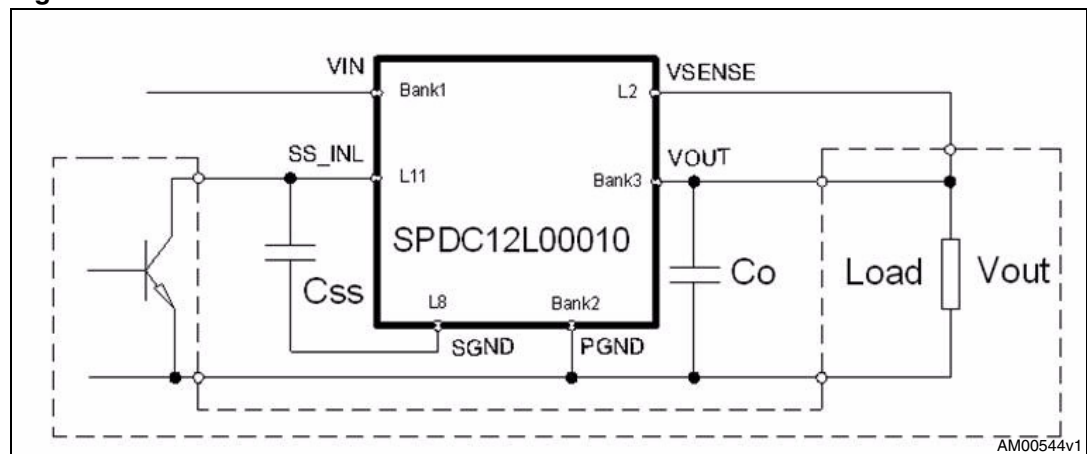 VIN
VSENSE
Bank1
L2
SS_INL
VOUT
L11
Bank3
SPDC12L00010
Css
Co
Load
Vout
L8
Bank2
SGND
PGND
AM00544v1